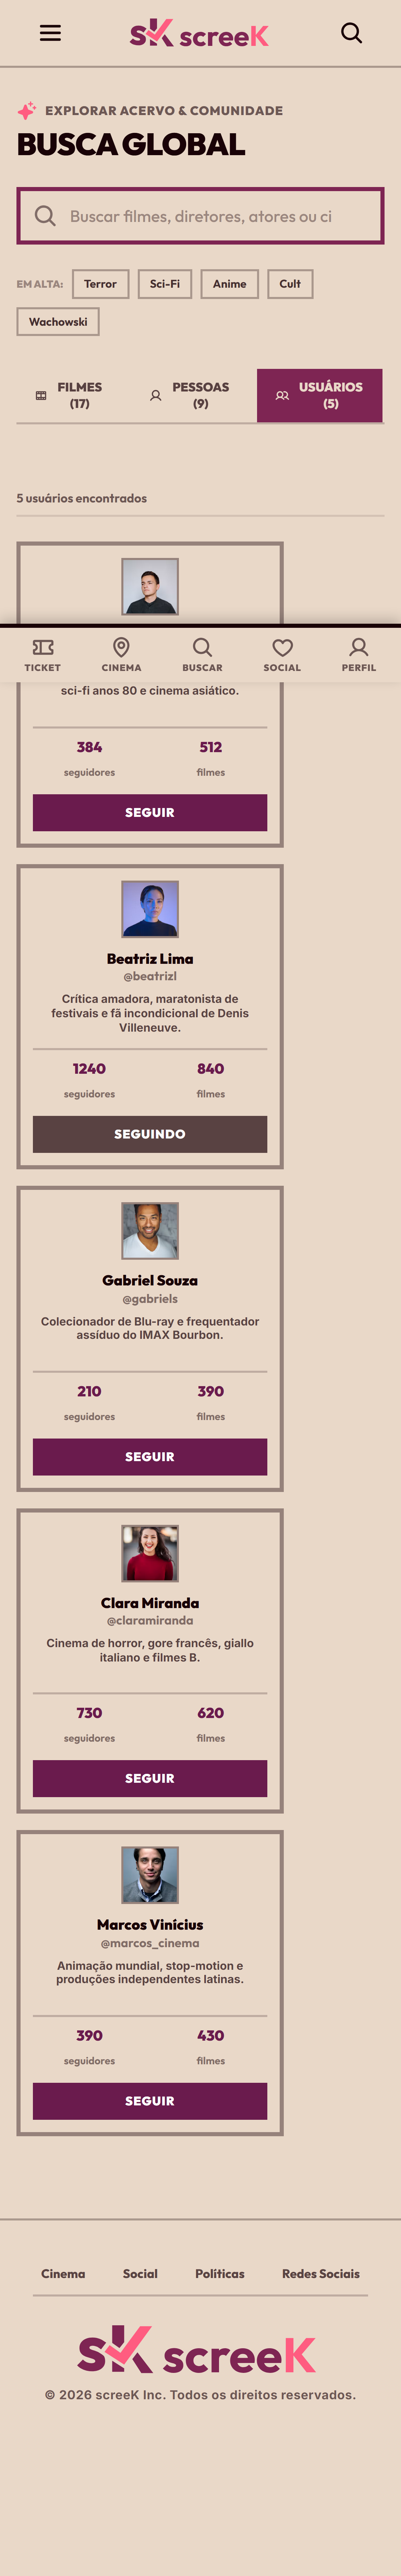 sK screeK
EXPLORAR ACERVO & COMUNIDADE
BUSCA GLOBAL
Buscar filmes, diretores, atores ou ci
EM ALTA:
Terror
Sci-Fi
Anime
Cult
Wachowski
FILMES
(17)
PESSOAS
(9)
USUÁRIOS
(5)
5 usuários encontrados
TICKET
CINEMA
BUSCAR
SOCIAL
PERFIL
sci-fi anos 80 e cinema asiático.
384
512
seguidores
filmes
SEGUIR
Beatriz Lima
@beatrizl
Crítica amadora, maratonista de
festivais e fã incondicional de Denis
Villeneuve.
1240
840
seguidores
filmes
SEGUINDO
Gabriel Souza
@gabriels
Colecionador de Blu-ray e frequentador
assíduo do IMAX Bourbon.
210
390
seguidores
filmes
SEGUIR
Clara Miranda
@claramiranda
Cinema de horror, gore francês, giallo
italiano e filmes B.
730
620
seguidores
filmes
SEGUIR
Marcos Vinícius
@marcos_cinema
Animação mundial, stop-motion e
produções independentes latinas.
390
430
seguidores
filmes
SEGUIR
Cinema
Social
Políticas
Redes Sociais
sK screeK
© 2026 screeK Inc. Todos os direitos reservados.